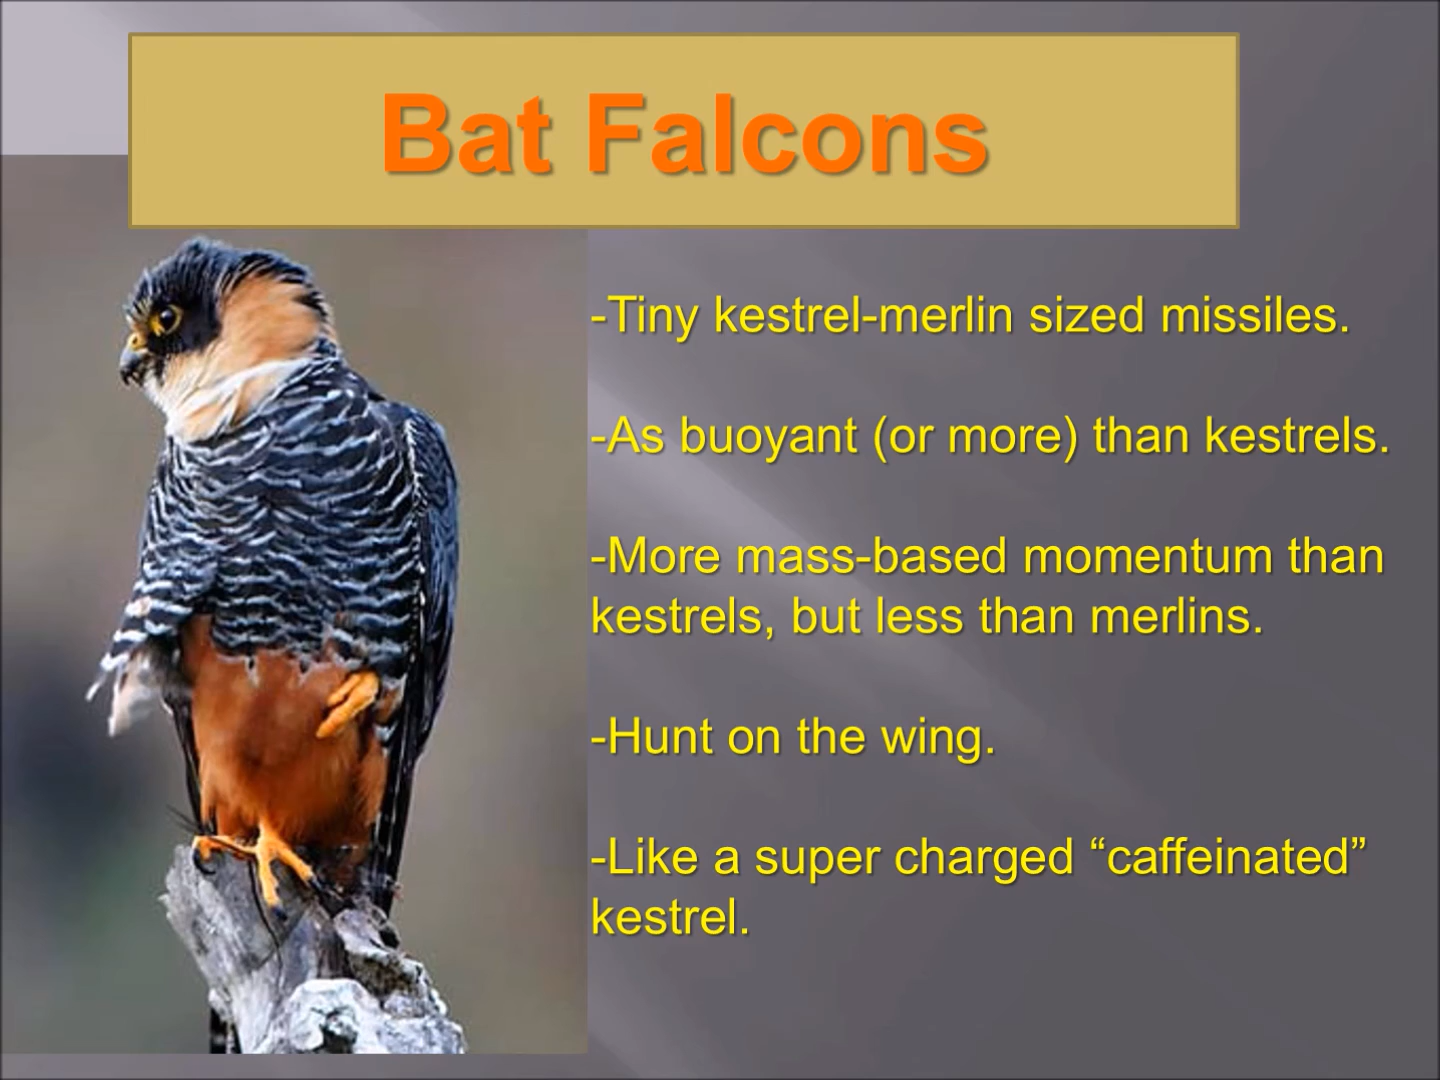 Bat Falcons
-Tiny kestrel-merlin sized missiles.
-As buoyant (or more) than kestrels.
-More mass-based momentum than
kestrels, but less than merlins.
-Hunt on the wing.
-Like a super charged “caffeinated”
kestrel.